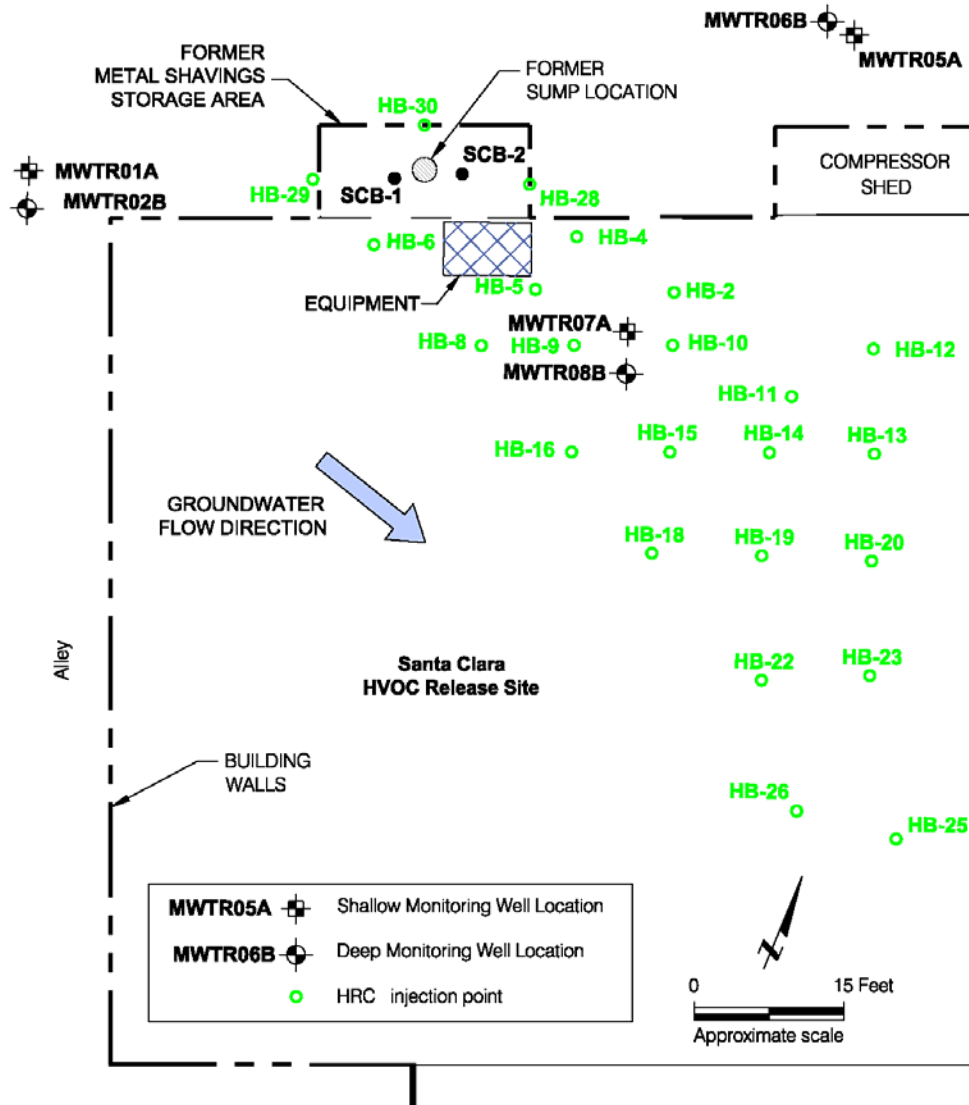 MWTR06B
MWTR05A
FORMER
METAL SHAVINGS
STORAGE AREA
FORMER
SUMP LOCATION
HB-30
SCB-2
SCB-1
HB-29
HB-28
MWTR01A
MWTR02B
COMPRESSOR
SHED
HB-6
HB-4
EQUIPMENT
HB-5
HB-2
MWTR07A
HB-8
HB-9
HB-10
HB-12
MWTR08B
HB-11
HB-16
HB-15
HB-14
HB-13
GROUNDWATER
FLOW DIRECTION
HB-18
HB-19
HB-20
Alley
Santa Clara
HVOC Release Site
HB-22
HB-23
BUILDING
WALLS
HB-26
HB-25
MWTR05A Shallow Monitoring Well Location
MWTR06B Deep Monitoring Well Location
HRC injection point
N
0 15 Feet
Approximate scale